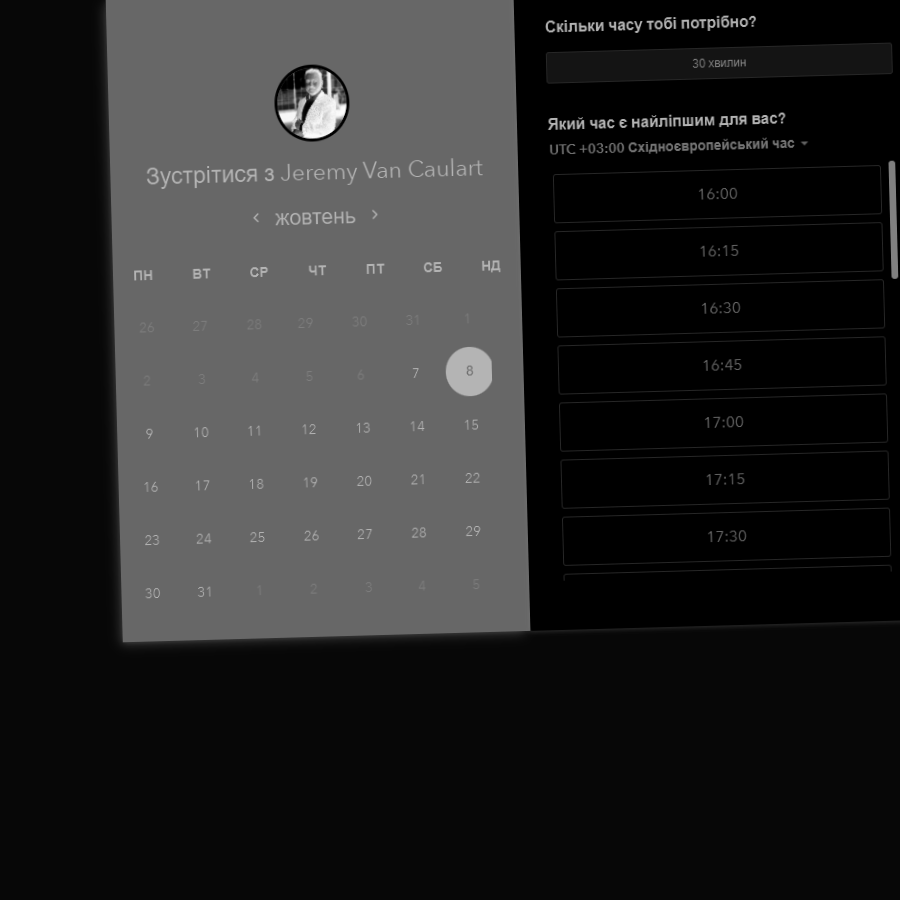 Зустрітися з Jeremy Van Caulart
жовтень
ПН ВТ СР ЧТ ПТ СБ НД
26 27 28 29 30 31 1
2 3 4 5 6 7 8
9 10 11 12 13 14 15
16 17 18 19 20 21 22
23 24 25 26 27 28 29
30 31 1 2 3 4 5
Скільки часу тобі потрібно?
30 хвилин
Який час є найліпшим для вас?
UTC +03:00 Східноєвропейський час
16:00
16:15
16:30
16:45
17:00
17:15
17:30